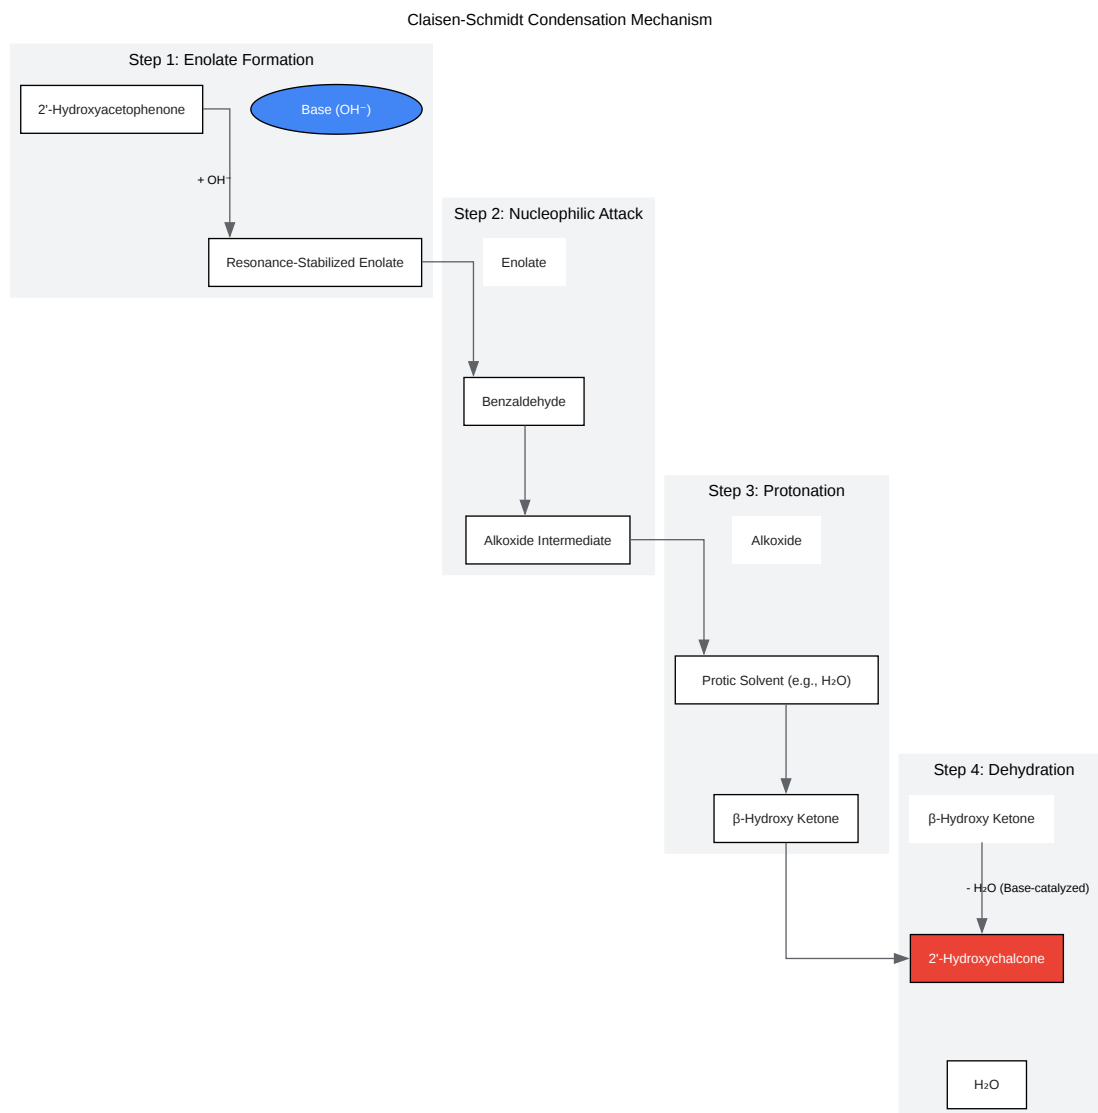 Claisen-Schmidt Condensation Mechanism
Step 1: Enolate Formation
2'-Hydroxyacetophenone
Base (OH⁻)
+ OH⁻
Resonance-Stabilized Enolate
Step 2: Nucleophilic Attack
Enolate
Benzaldehyde
Alkoxide Intermediate
Step 3: Protonation
Alkoxide
Protic Solvent (e.g., H₂O)
β-Hydroxy Ketone
Step 4: Dehydration
β-Hydroxy Ketone
- H₂O (Base-catalyzed)
2'-Hydroxychalcone
H₂O